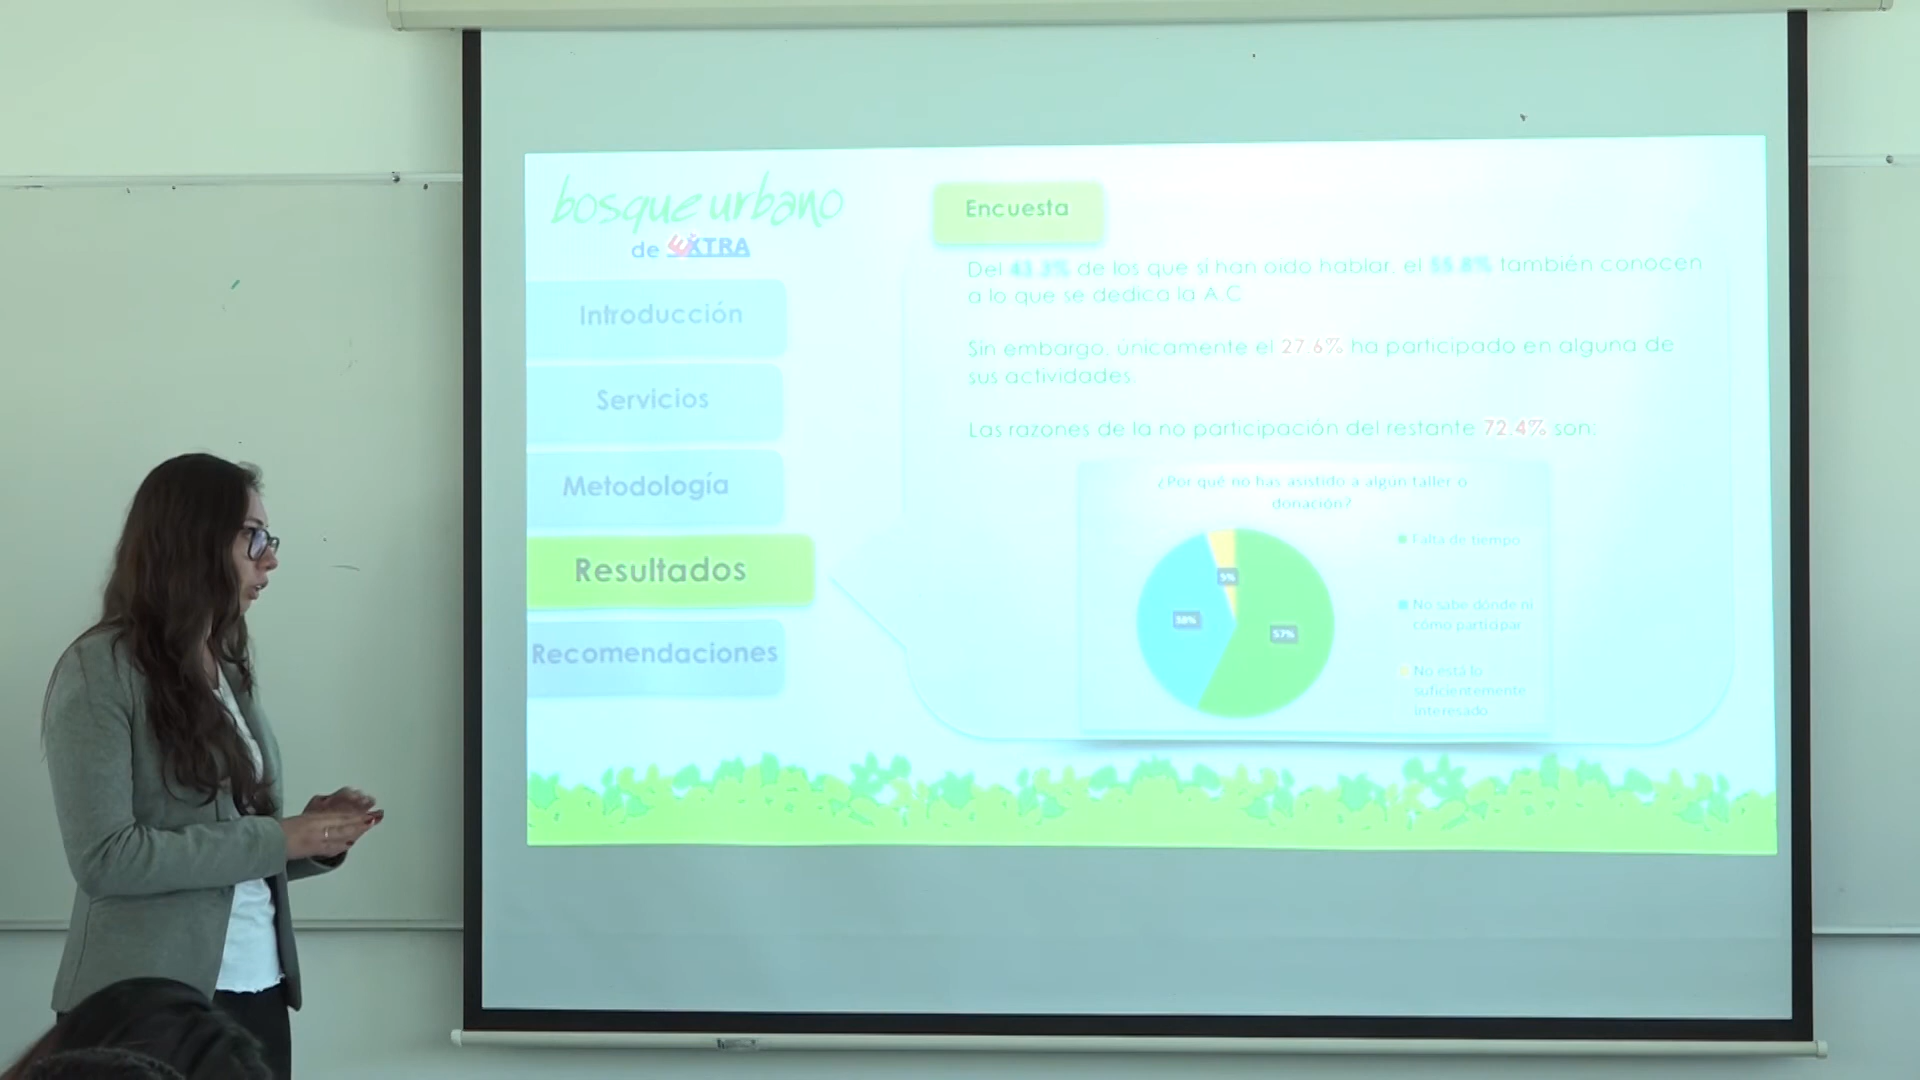 bosque urbano
de EXTRA
Introducción
Servicios
Metodología
Resultados
Recomendaciones
Encuesta
Del 43.3% de los que sí han oído hablar, el también conocen
a lo que se dedica la A.C
Sin embargo, únicamente el 27.6% ha participado en alguna de
sus actividades.
Las razones de la no participación del restante 72.4% son:
¿Por qué no has asistido a algun taller o
donación?
5%
38%
57%
Falta de tiempo
No sabe dónde ni
cómo participar
No está lo
suficientemente
interesado